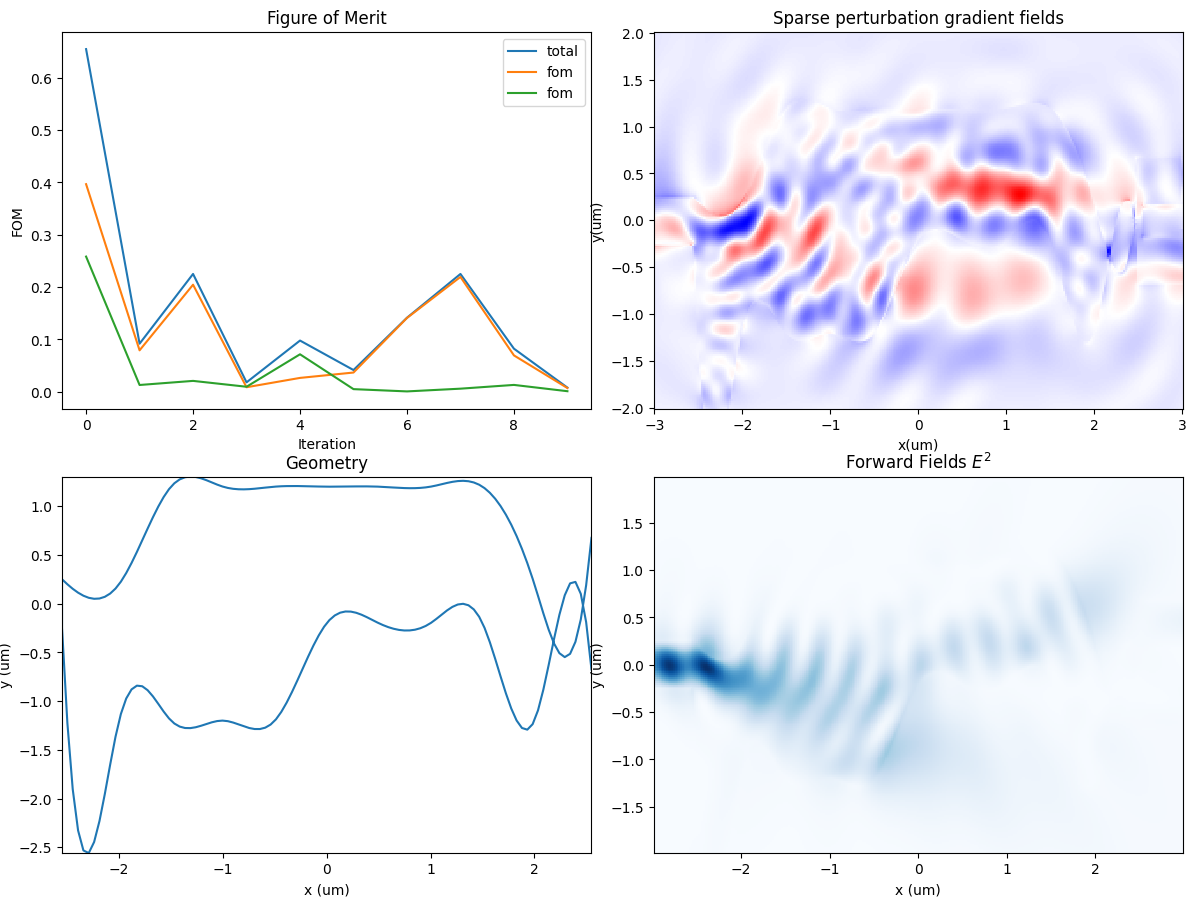 Figure of Merit
FOM
0.6
0.5
0.4
0.3
0.2
0.1
0.0
total
fom
fom
0 2 4 6 8
Iteration
Sparse perturbation gradient fields
y(um)
2.0
1.5
1.0
0.5
0.0
−0.5
−1.0
−1.5
−2.0
−3 −2 −1 0 1 2 3
x(um)
Geometry
y (um)
1.0
0.5
0.0
−0.5
−1.0
−1.5
−2.0
−2.5
−2 −1 0 1 2
x (um)
Forward Fields E²
y (um)
1.5
1.0
0.5
0.0
−0.5
−1.0
−1.5
−2 −1 0 1 2
x (um)